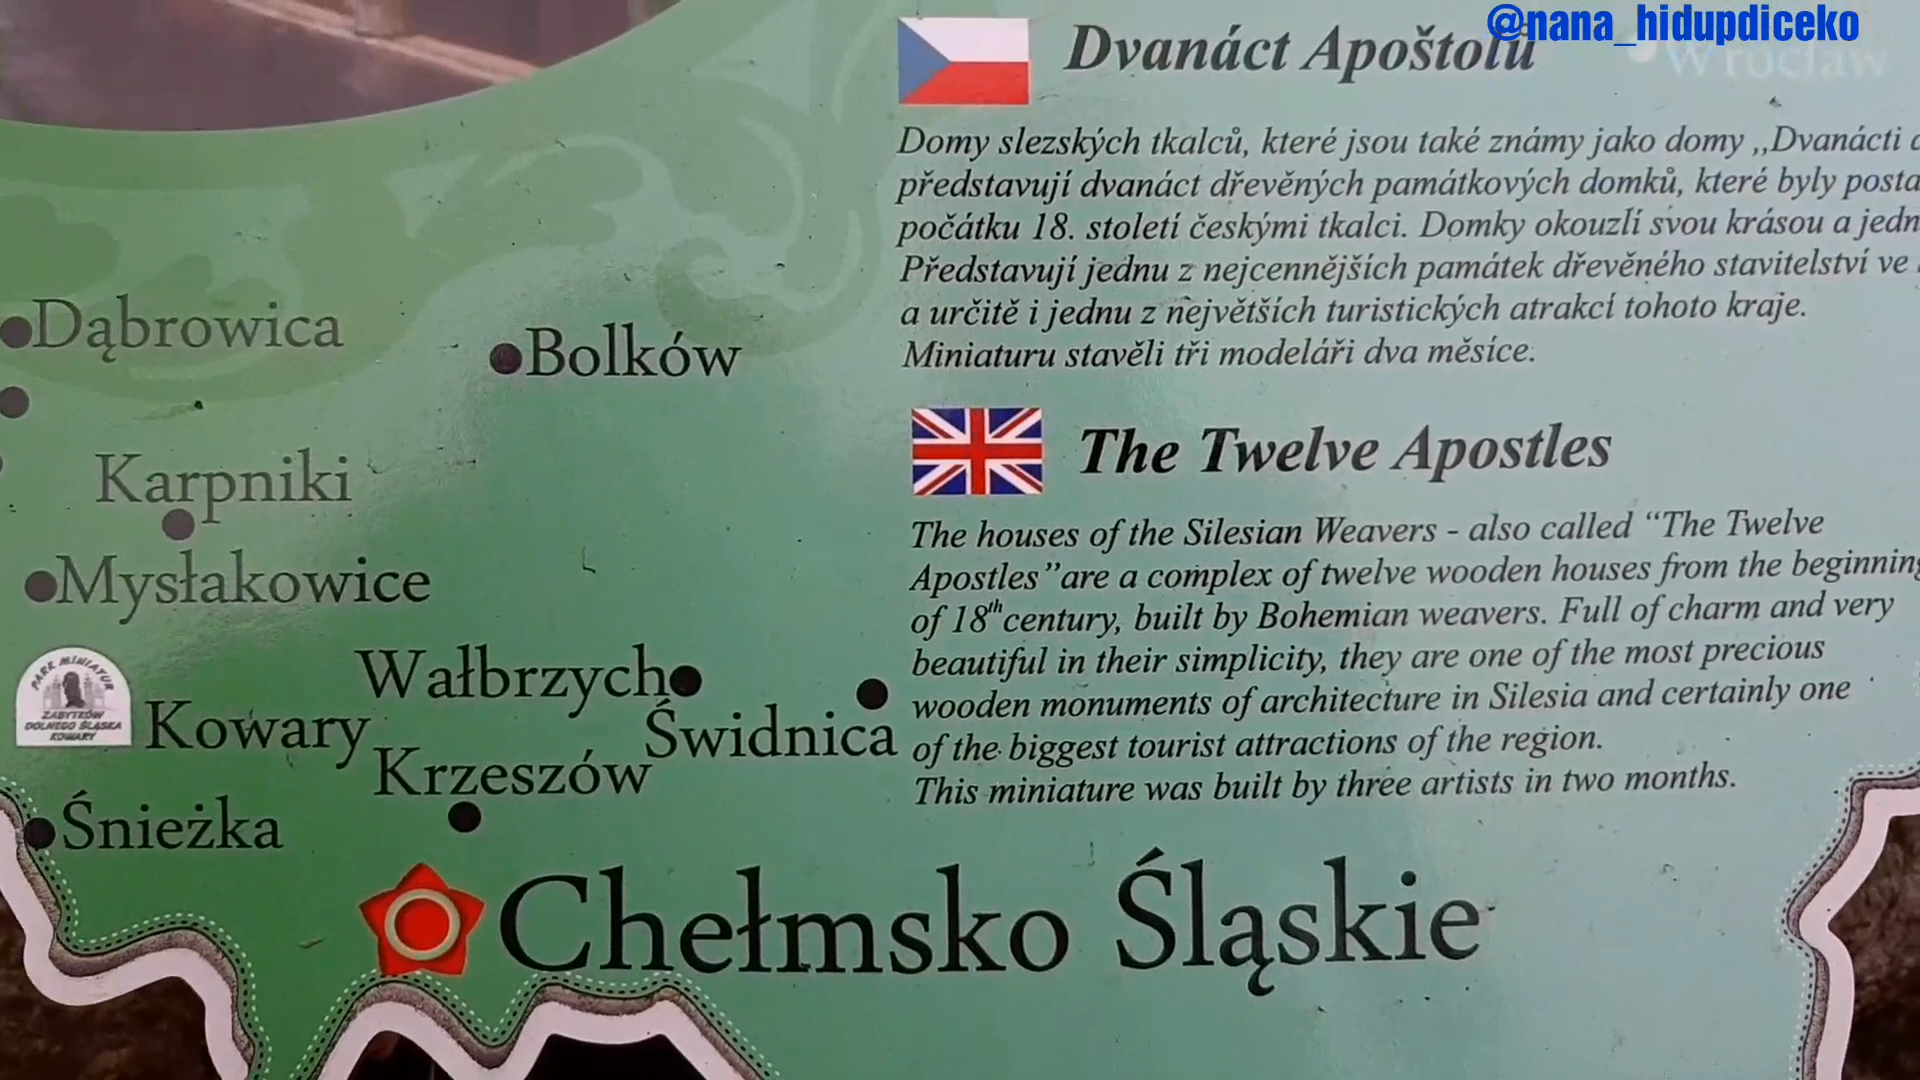 @nana_hidupdiceko
Dvanáct Apoštolů
Wrocław
Domy slezských tkalců, které jsou také známy jako domy ,,Dvanácti
představují dvanáct dřevěných památkových domků, které byly
počátku 18. století českými tkalci. Domky okouzlí svou krásou a
Představují jednu z nejcennějších památek dřevěného stavitelství ve
a určitě i jednu z největších turistických atrakcí tohoto kraje.
Miniaturu stavěli tři modeláři dva měsíce.
The Twelve Apostles
The houses of the Silesian Weavers - also called “The Twelve
Apostles”are a complex of twelve wooden houses from the beginning
of 18th century, built by Bohemian weavers. Full of charm and very
beautiful in their simplicity, they are one of the most precious
wooden monuments of architecture in Silesia and certainly one
of the biggest tourist attractions of the region.
This miniature was built by three artists in two months.
Dąbrowica
Bolków
Karpniki
Mysłakowice
PARK MINIATUR
ZABYTKÓW
DOLNEGO ŚLĄSKA
KOWARY
Kowary
Wałbrzych
Świdnica
Krzeszów
Śnieżka
Chełmsko Śląskie